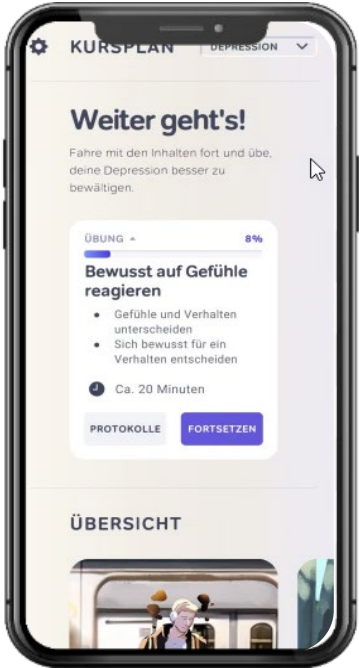 KURSPLAN
DEPRESSION
Weiter geht's!
Fahre mit den Inhalten fort und übe,
deine Depression besser zu
bewältigen.
ÜBUNG
8%
Bewusst auf Gefühle
reagieren
• Gefühle und Verhalten
unterscheiden
• Sich bewusst für ein
Verhalten entscheiden
Ca. 20 Minuten
PROTOKOLLE
FORTSETZEN
ÜBERSICHT